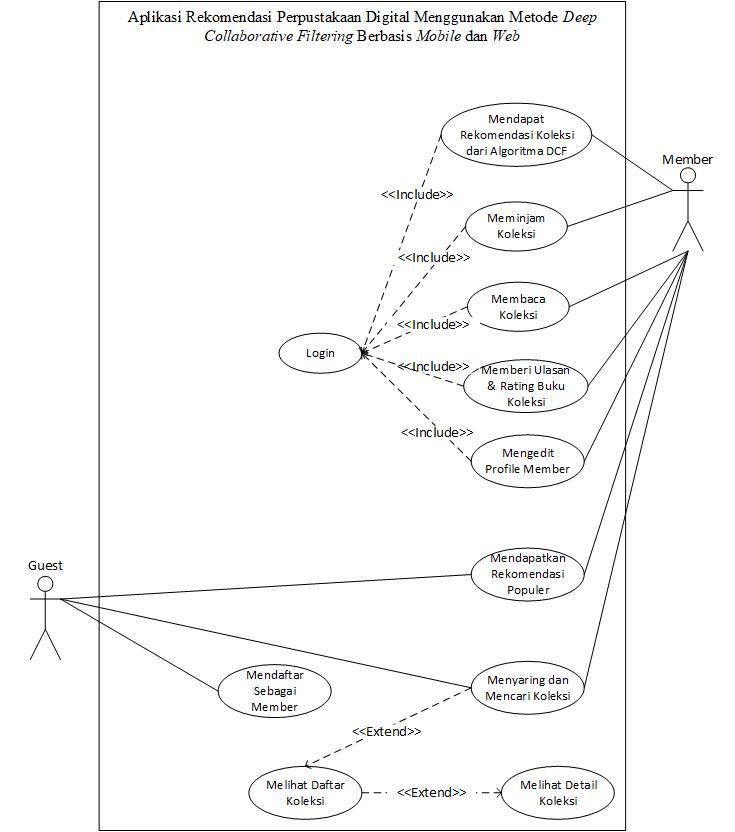 Aplikasi Rekomendasi Perpustakaan Digital Menggunakan Metode Deep
Collaborative Filtering Berbasis Mobile dan Web
Mendapat
Rekomendasi Koleksi
dari Algoritma DCF
Member
<<Include>>
Meminjam
Koleksi
<<Include>>
Membaca
Koleksi
<<Include>>
Login
<<Include>>
Memberi Ulasan
& Rating Buku
Koleksi
<<Include>>
Mengedit
Profile Member
Guest
Mendapatkan
Rekomendasi
Populer
Mendaftar
Sebagai
Member
Menyaring dan
Mencari Koleksi
<<Extend>>
Melihat Daftar
Koleksi
<<Extend>>
Melihat Detail
Koleksi